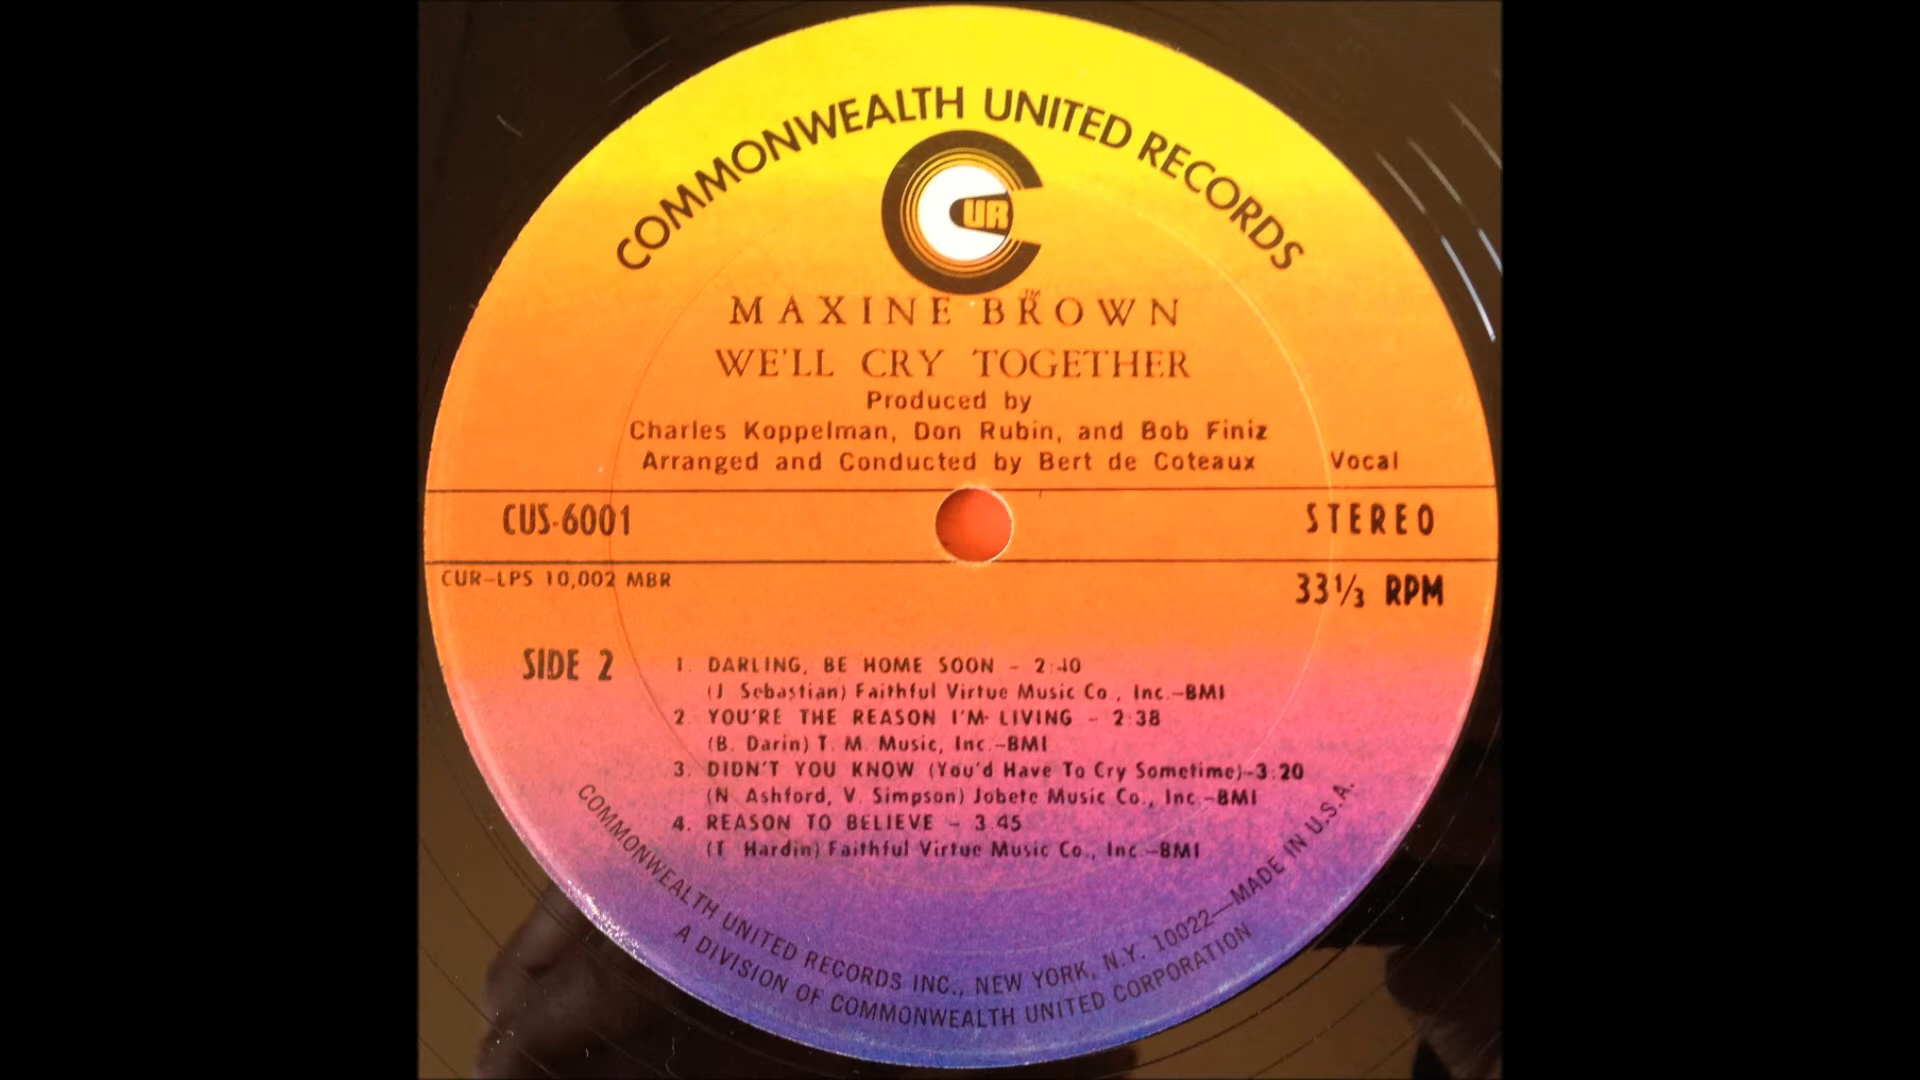 COMMONWEALTH UNITED RECORDS
UR
TM
MAXINE BROWN
WE'LL CRY TOGETHER
Produced by
Charles Koppelman, Don Rubin, and Bob Finiz
Arranged and Conducted by Bert de Coteaux
Vocal
CUS-6001
STEREO
CUR-LPS 10,002 MBR
33⅓ RPM
SIDE 2
1. DARLING, BE HOME SOON - 2:40
(J. Sebastian) Faithful Virtue Music Co., Inc.-BMI
2. YOU'RE THE REASON I'M LIVING - 2:38
(B. Darin) T. M. Music, Inc.-BMI
3. DIDN'T YOU KNOW (You'd Have To Cry Sometime)-3:20
(N. Ashford, V. Simpson) Jobete Music Co., Inc.-BMI
4. REASON TO BELIEVE - 3:45
(T. Hardin) Faithful Virtue Music Co., Inc.-BMI
COMMONWEALTH UNITED RECORDS INC., NEW YORK, N.Y. 10022—MADE IN U.S.A.
A DIVISION OF COMMONWEALTH UNITED CORPORATION